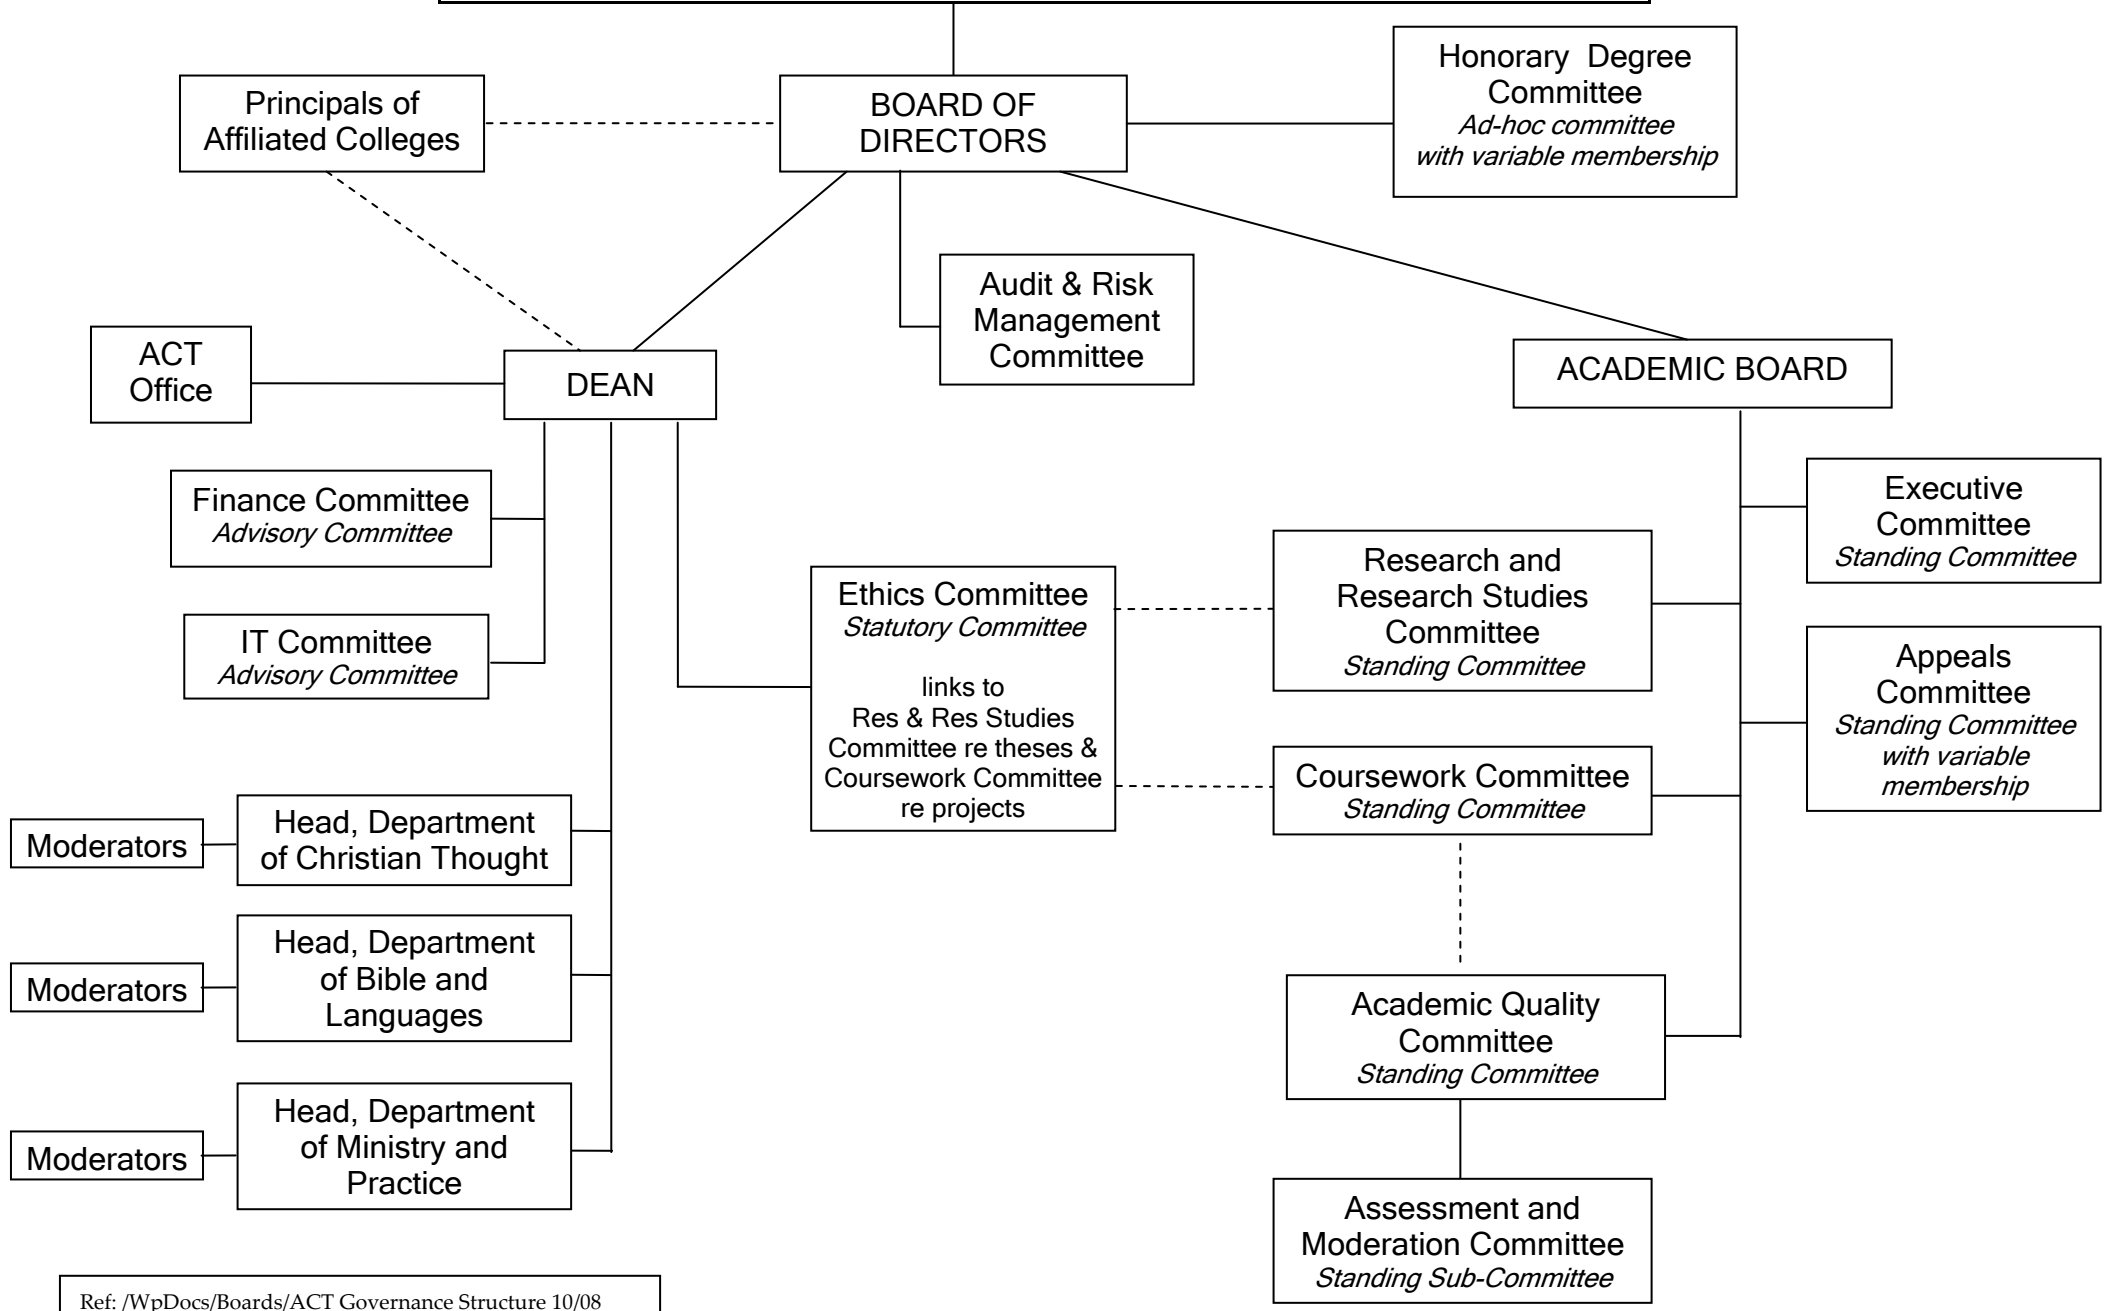 Principals of
Affiliated Colleges
BOARD OF
DIRECTORS
Honorary Degree
Committee
Ad-hoc committee
with variable membership
Audit & Risk
Management
Committee
ACT
Office
DEAN
ACADEMIC BOARD
Finance Committee
Advisory Committee
IT Committee
Advisory Committee
Ethics Committee
Statutory Committee
links to
Res & Res Studies
Committee re theses &
Coursework Committee
re projects
Research and
Research Studies
Committee
Standing Committee
Executive
Committee
Standing Committee
Appeals
Committee
Standing Committee
with variable
membership
Coursework Committee
Standing Committee
Moderators
Head, Department
of Christian Thought
Moderators
Head, Department
of Bible and
Languages
Moderators
Head, Department
of Ministry and
Practice
Academic Quality
Committee
Standing Committee
Assessment and
Moderation Committee
Standing Sub-Committee
Ref: /WpDocs/Boards/ACT Governance Structure 10/08